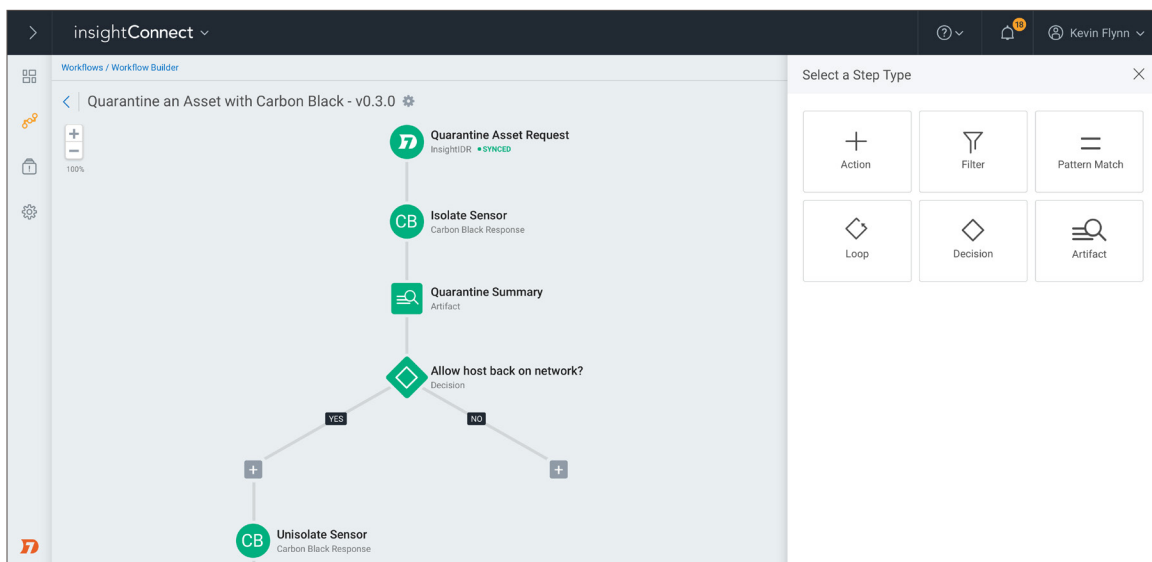 insightConnect
18
Kevin Flynn
Workflows / Workflow Builder
Select a Step Type
Quarantine an Asset with Carbon Black - v0.3.0
100%
Quarantine Asset Request
InsightIDR • SYNCED
Action
Filter
Pattern Match
CB
Isolate Sensor
Carbon Black Response
Loop
Decision
Artifact
Quarantine Summary
Artifact
Allow host back on network?
Decision
YES
NO
CB
Unisolate Sensor
Carbon Black Response